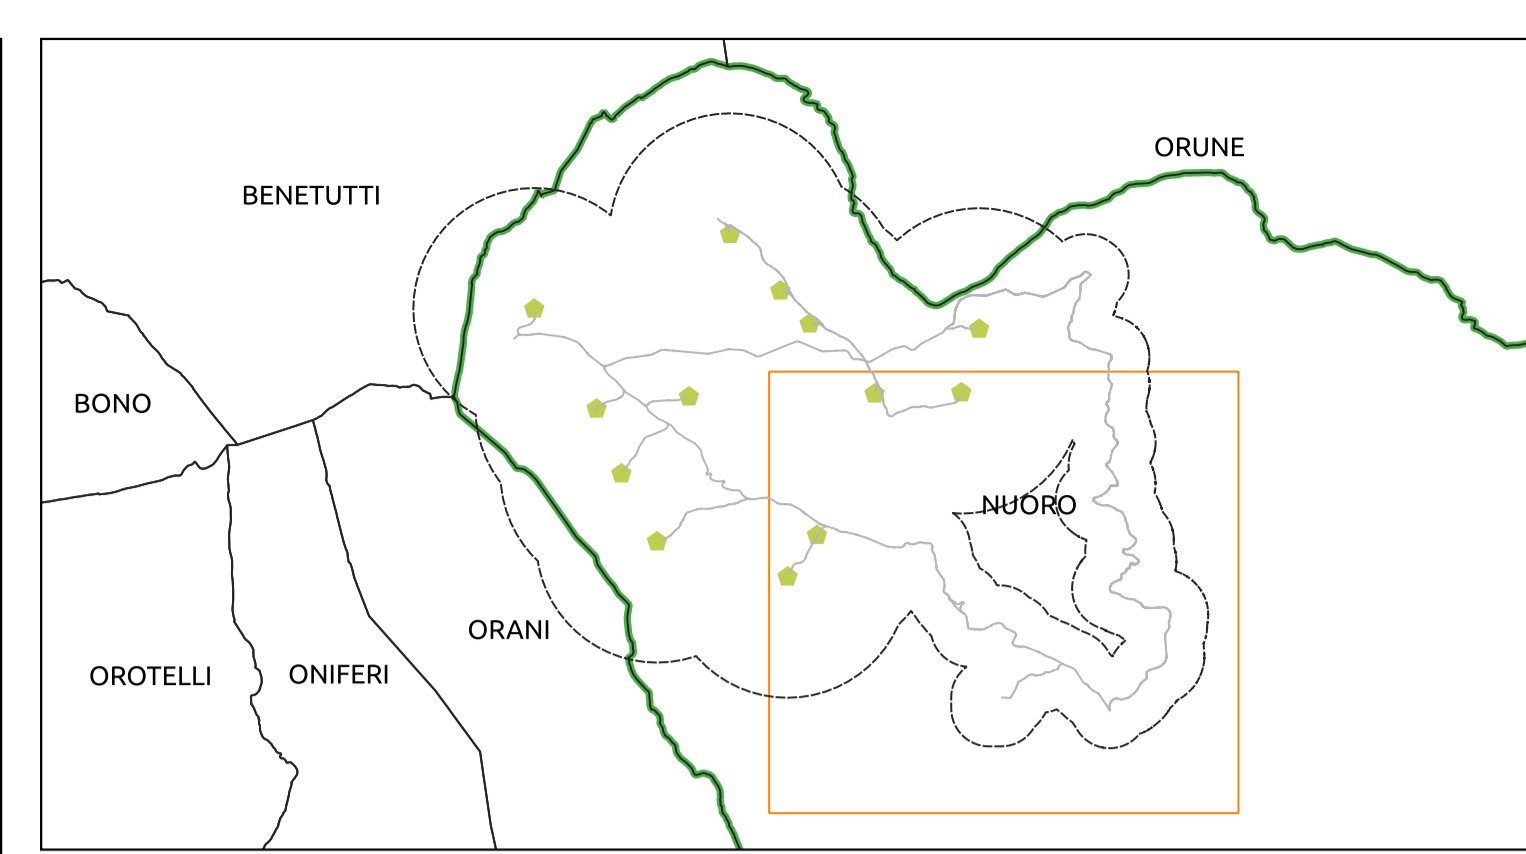 ORUNE
BENETUTTI
BONO
NUORO
ORANI
OROTELLI
ONIFERI